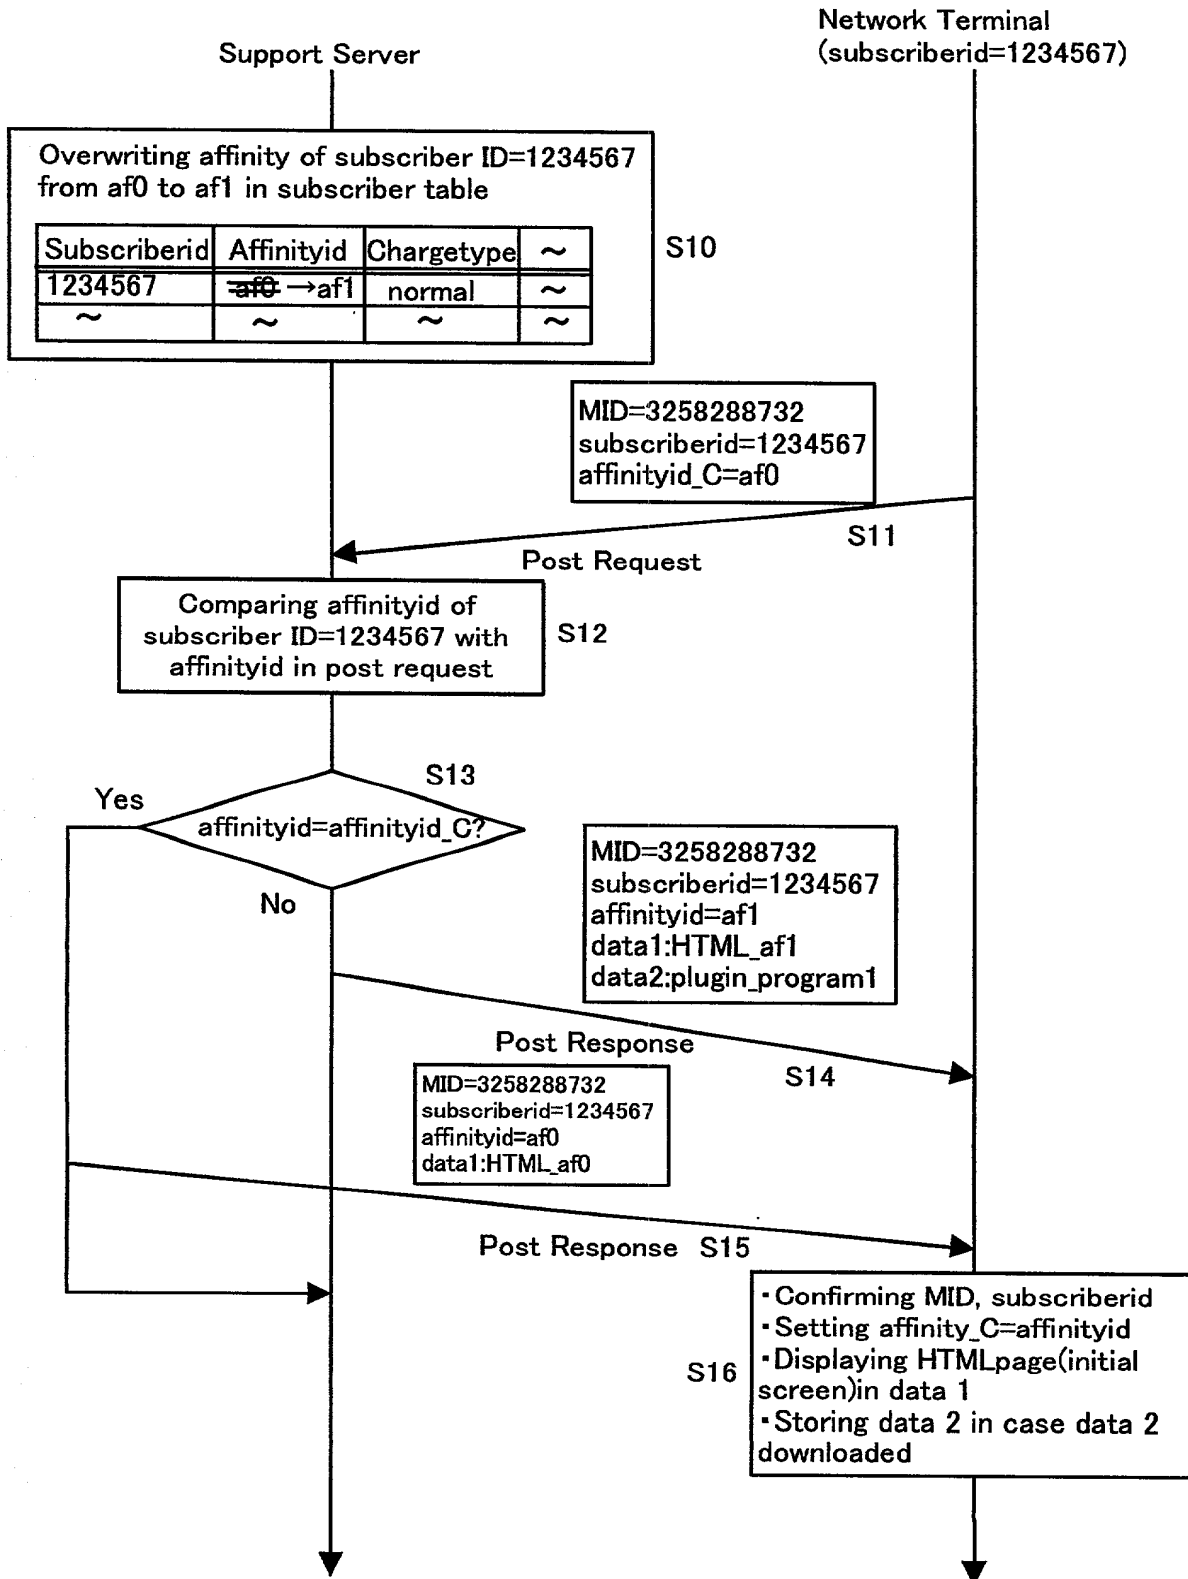 Network Terminal
(subscriberid=1234567)
Support Server
Overwriting affinity of subscriber ID=1234567
from af0 to af1 in subscriber table
Subscriberid Affinityid Chargetype ~
1234567 af0 →af1 normal ~
~ ~ ~ ~
S10
MID=3258288732
subscriberid=1234567
affinityid_C=af0
S11
Post Request
Comparing affinityid of
subscriber ID=1234567 with
affinityid in post request
S12
S13
Yes
affinityid=affinityid_C?
No
MID=3258288732
subscriberid=1234567
affinityid=af1
data1:HTML_af1
data2:plugin_program1
Post Response
S14
MID=3258288732
subscriberid=1234567
affinityid=af0
data1:HTML_af0
Post Response S15
S16
・Confirming MID, subscriberid
・Setting affinity_C=affinityid
・Displaying HTMLpage(initial
screen)in data 1
・Storing data 2 in case data 2
downloaded